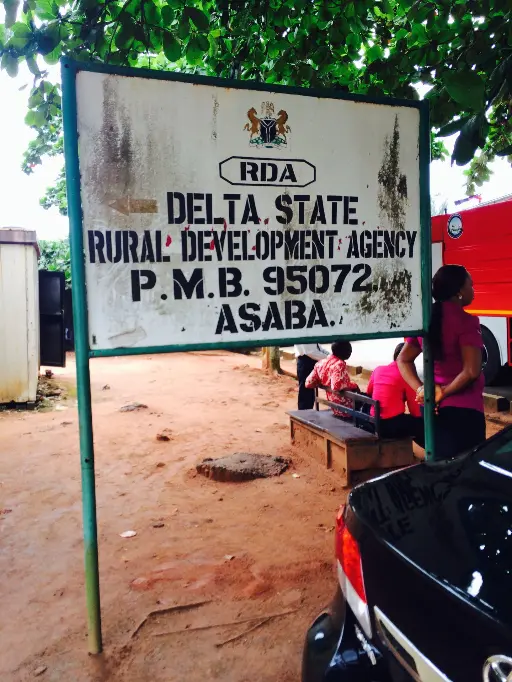 RDA
DELTA STATE
RURAL DEVELOPMENT AGENCY
P.M.B. 95072.
ASABA.